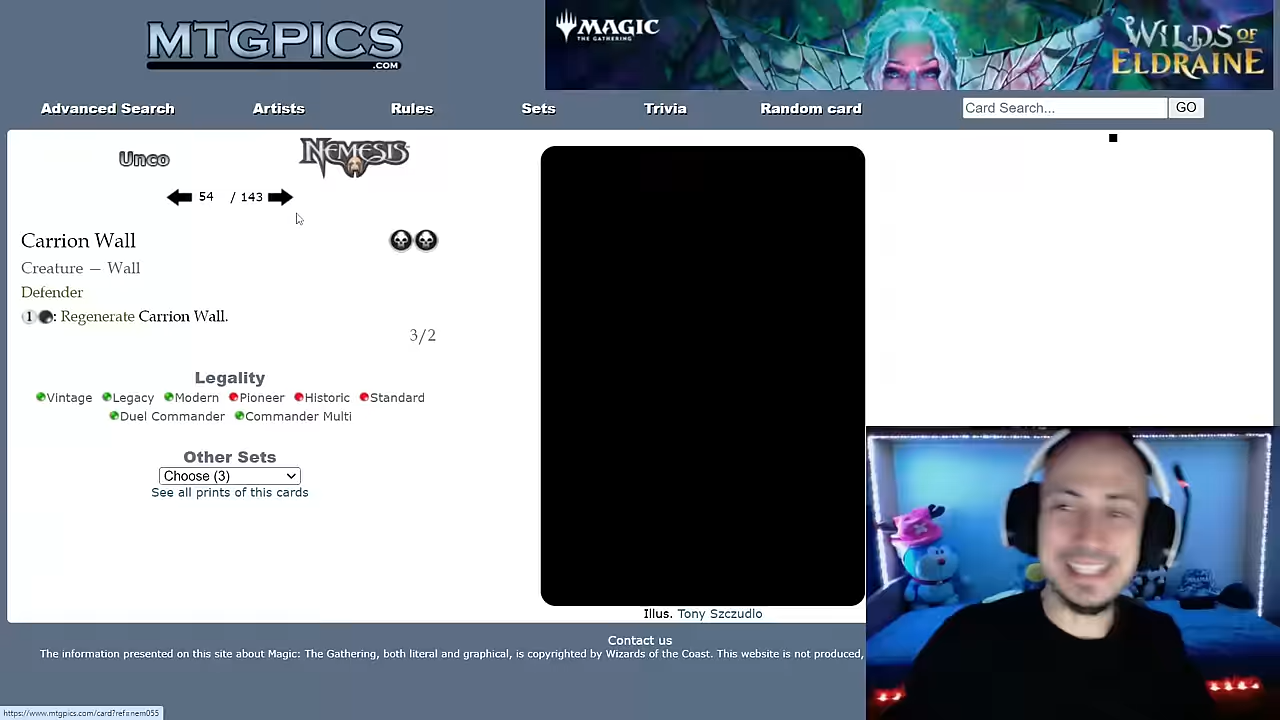 MTGPICS
.COM
MAGIC
THE GATHERING
WILDS OF
ELDRAINE
Advanced Search
Artists
Rules
Sets
Trivia
Random card
Card Search...
GO
Unco
NEMESIS
54 / 143
Carrion Wall
Creature — Wall
Defender
1 : Regenerate Carrion Wall.
3/2
Legality
Vintage Legacy Modern Pioneer Historic Standard
Duel Commander Commander Multi
Other Sets
Choose (3)
See all prints of this cards
Illus. Tony Szczudlo
Contact us
The information presented on this site about Magic: The Gathering, both literal and graphical, is copyrighted by Wizards of the Coast. This website is not produced,
https://www.mtgpics.com/card?ref=nem055